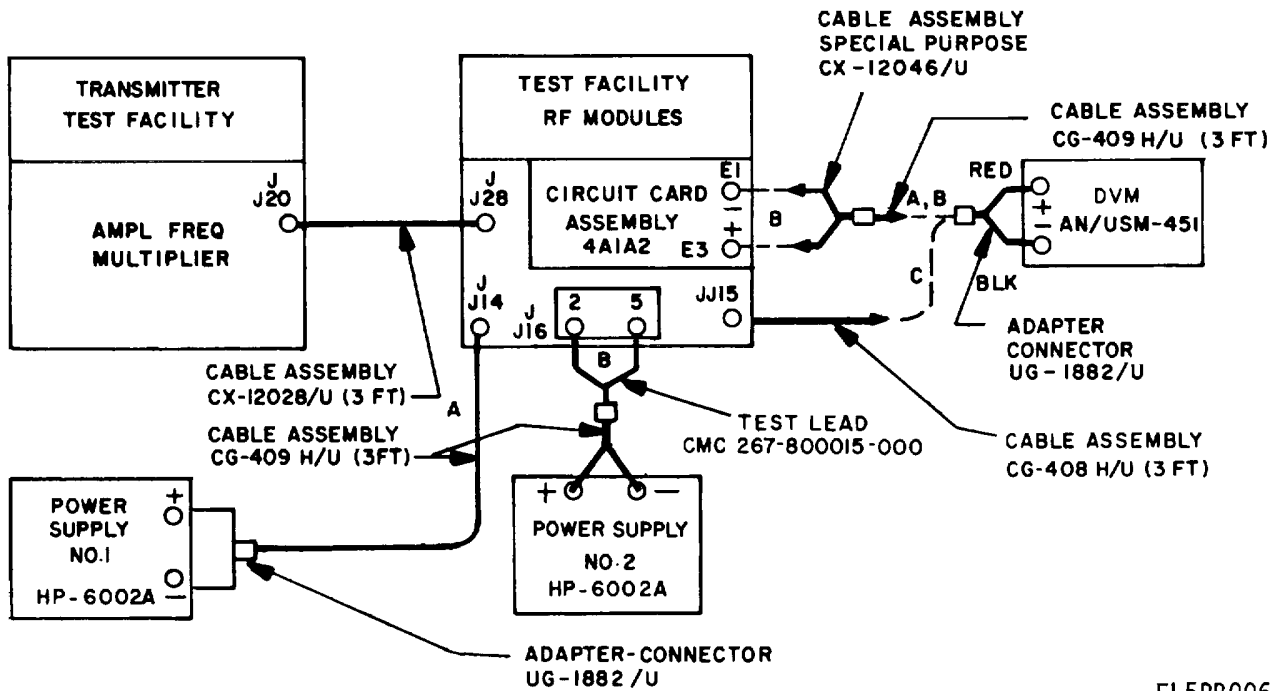 CABLE ASSEMBLY
SPECIAL PURPOSE
CX-12046/U
TRANSMITTER
TEST FACILITY
TEST FACILITY
RF MODULES
CABLE ASSEMBLY
CG-409 H/U (3 FT)
J
J20
J
J28
AMPL FREQ
MULTIPLIER
CIRCUIT CARD
ASSEMBLY
4A1A2
E1
−
+
E3
B
A, B
RED
+
−
BLK
DVM
AN/USM-451
C
J
J14
J
J16
2
5
JJ15
B
ADAPTER
CONNECTOR
UG-1882/U
CABLE ASSEMBLY
CX-12028/U (3 FT)
A
CABLE ASSEMBLY
CG-409 H/U (3FT)
TEST LEAD
CMC 267-800015-000
CABLE ASSEMBLY
CG-408 H/U (3 FT)
POWER
SUPPLY
NO.1
HP-6002A
+
−
+
−
POWER SUPPLY
NO.2
HP-6002A
ADAPTER-CONNECTOR
UG-1882/U